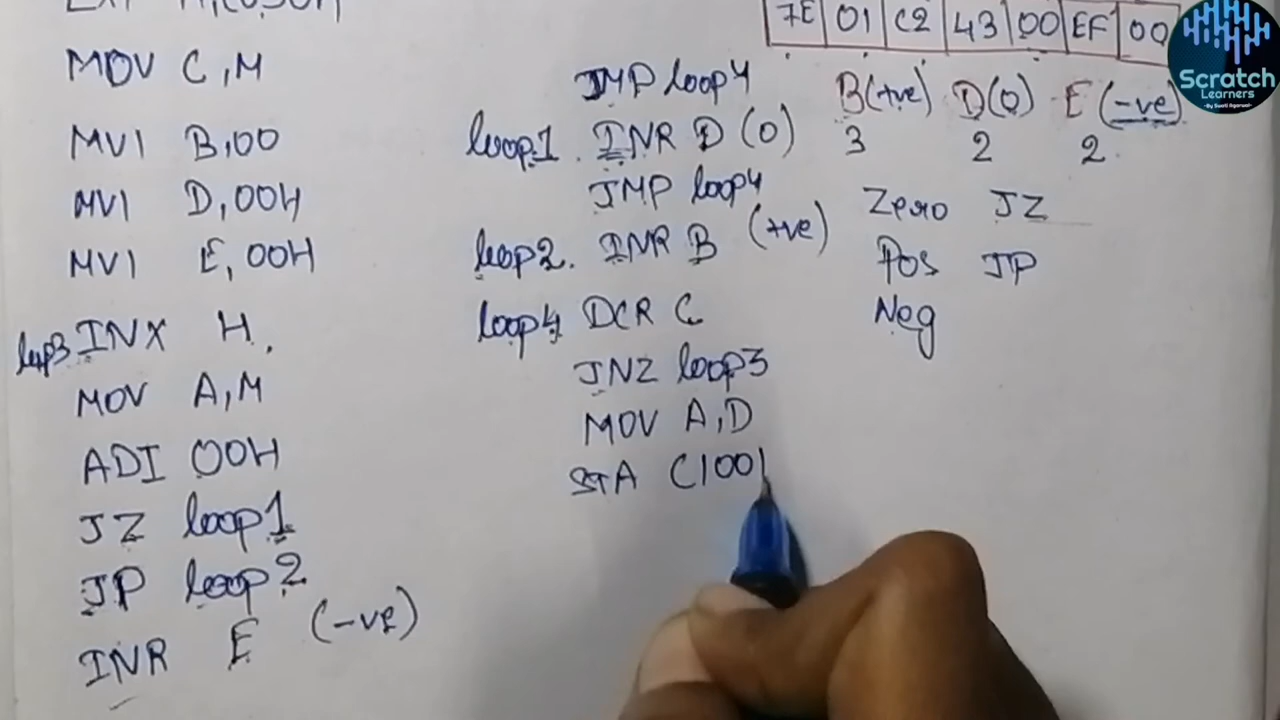 MOV C,M
MVI B,00
MVI D,00H
MVI E,00H
loop3 INX H.
MOV A,M
ADI 00H
JZ loop1
JP loop2
INR E (-ve)
JMP loop4
loop1. INR D (0)
JMP loop4
loop2. INR B (+ve)
loop4 DCR C
JNZ loop3
MOV A,D
STA C100
7E 01 C2 43 00 EF 00
B(+ve) D(0) E(-ve)
3 2 2.
Zero JZ
Pos JP
Neg
Scratch
Learners